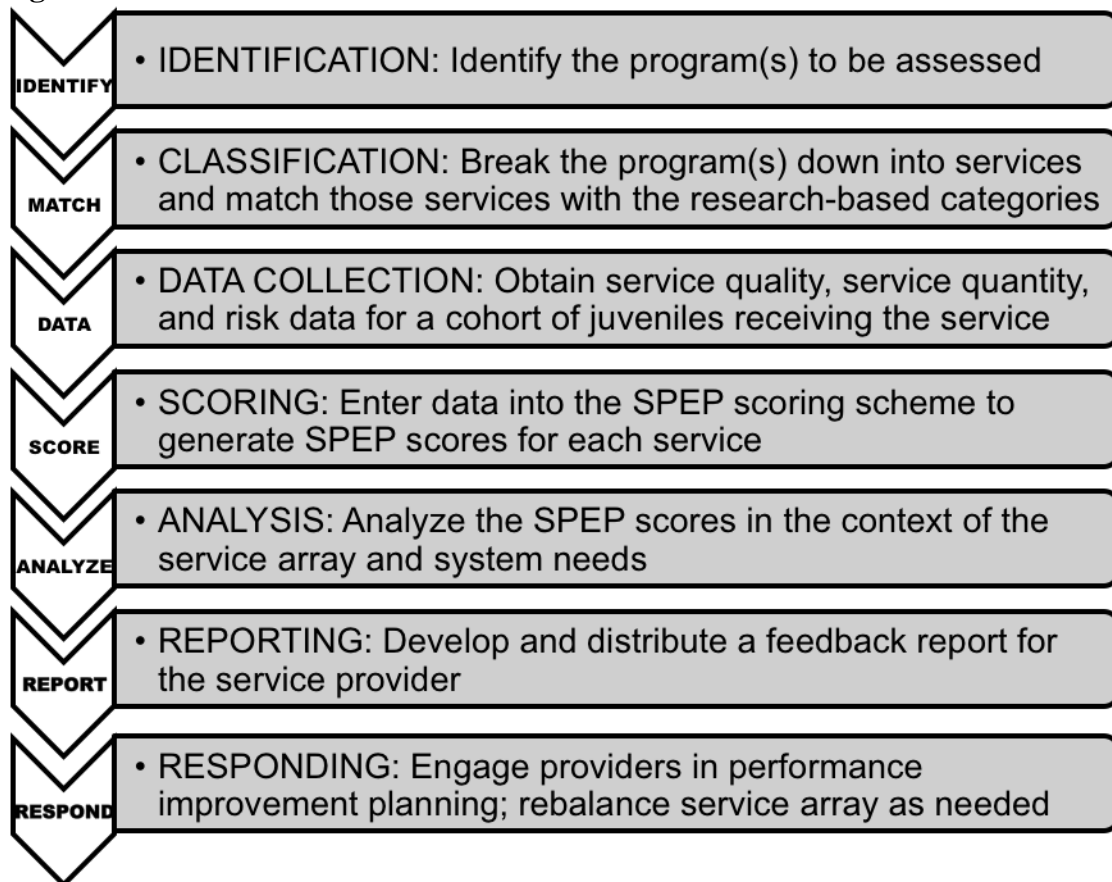 • IDENTIFICATION: Identify the program(s) to be assessed
IDENTIFY
• CLASSIFICATION: Break the program(s) down into services
and match those services with the research-based categories
MATCH
• DATA COLLECTION: Obtain service quality, service quantity,
and risk data for a cohort of juveniles receiving the service
DATA
• SCORING: Enter data into the SPEP scoring scheme to
generate SPEP scores for each service
SCORE
• ANALYSIS: Analyze the SPEP scores in the context of the
service array and system needs
ANALYZE
• REPORTING: Develop and distribute a feedback report for
the service provider
REPORT
• RESPONDING: Engage providers in performance
improvement planning; rebalance service array as needed
RESPOND